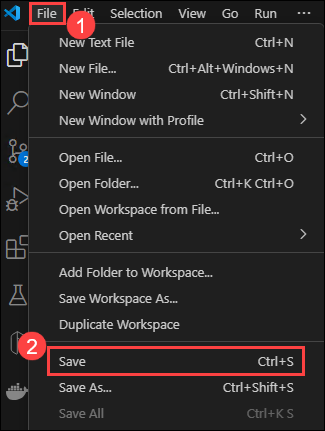 File Edit Selection View Go Run ...
1
New Text File Ctrl+N
New File... Ctrl+Alt+Windows+N
New Window Ctrl+Shift+N
New Window with Profile >
Open File... Ctrl+O
Open Folder... Ctrl+K Ctrl+O
Open Workspace from File...
Open Recent >
2
Add Folder to Workspace...
Save Workspace As...
Duplicate Workspace
2
Save Ctrl+S
Save As... Ctrl+Shift+S
Save All Ctrl+K S